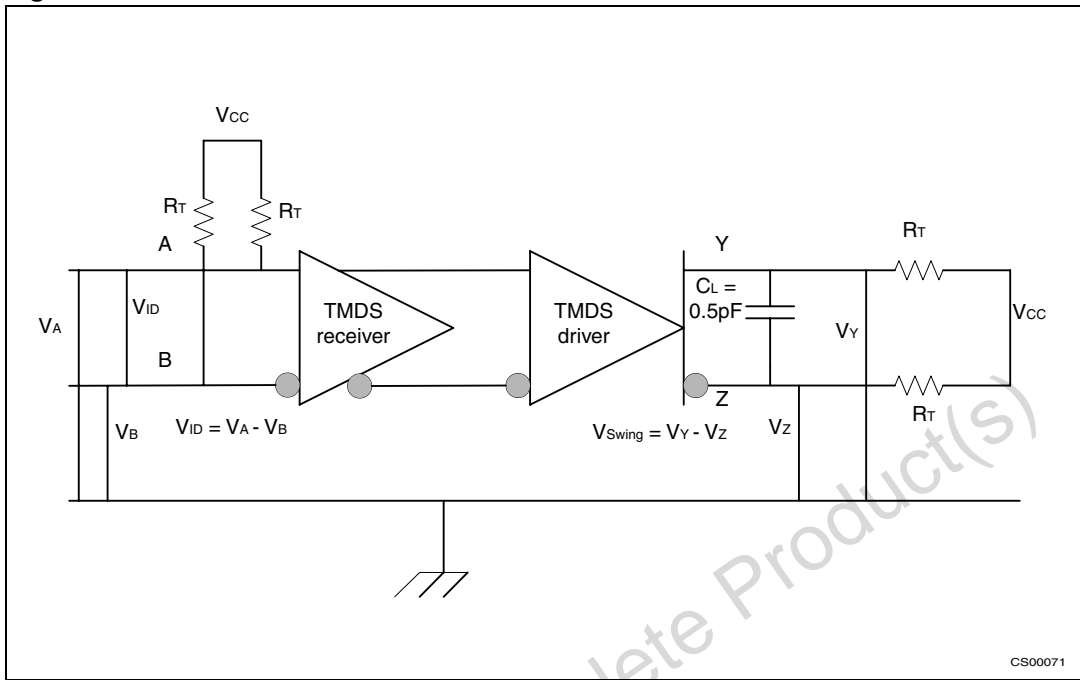 VCC
RT
RT
A
Y
RT
VID
TMDS
receiver
TMDS
driver
CL =
0.5pF
VA
VY
VCC
B
Z
RT
VB
VID = VA - VB
VSwing = VY - VZ
VZ
lete Product(s)
CS00071